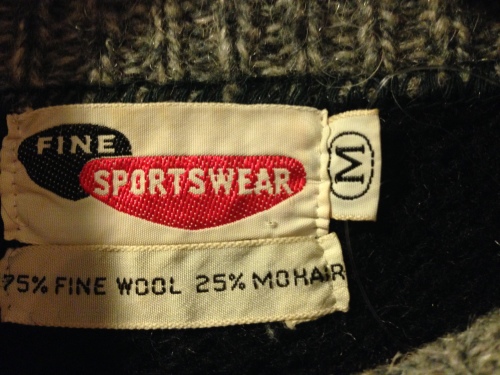 FINE
SPORTSWEAR
M
75% FINE WOOL 25% MOHAIR